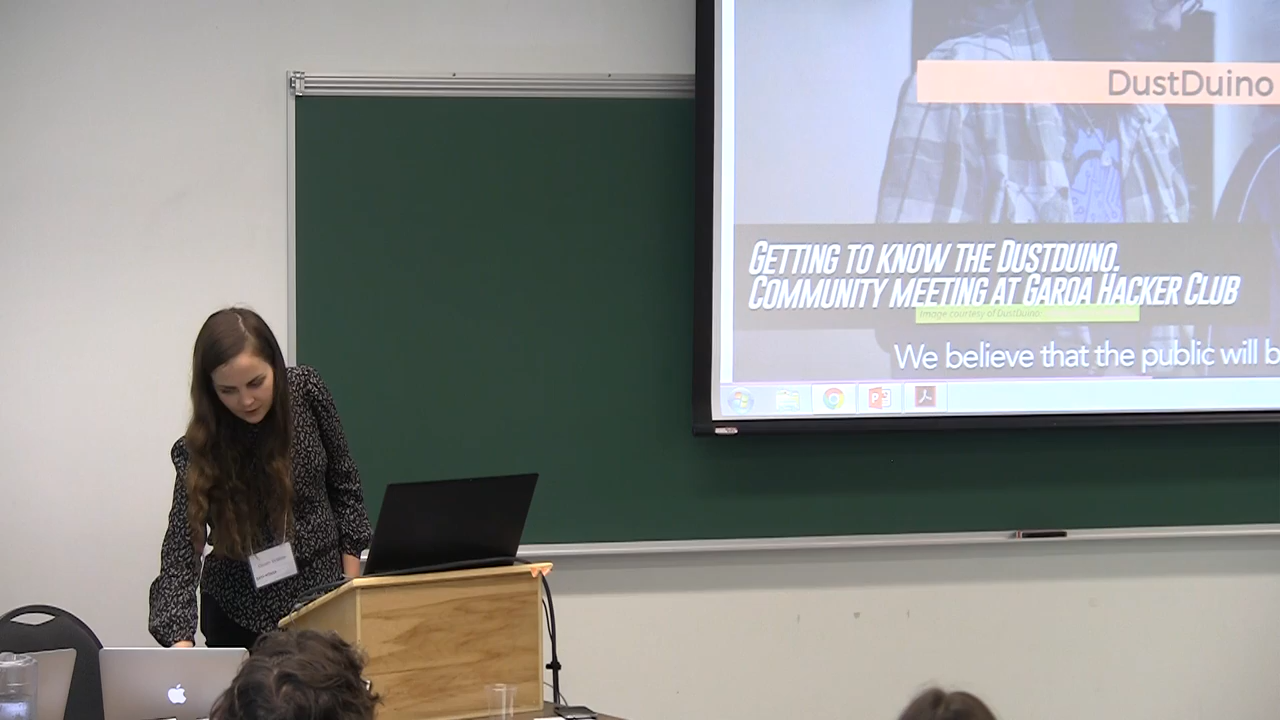 DustDuino
GETTING TO KNOW THE DUSTDUINO.
COMMUNITY MEETING AT GAROA HACKER CLUB
Image courtesy of DustDuino
We believe that the public will b